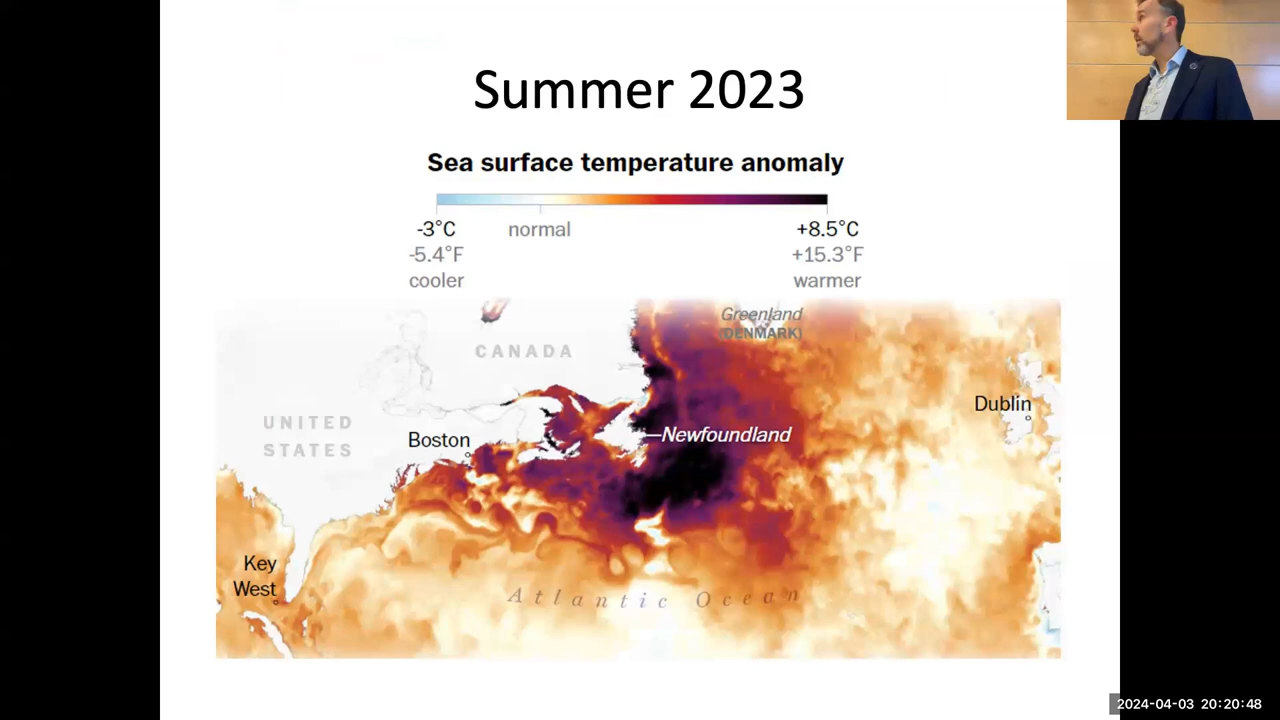 Summer 2023
Sea surface temperature anomaly
-3°C
-5.4°F
cooler
normal
+8.5°C
+15.3°F
warmer
Greenland
(DENMARK)
CANADA
UNITED
STATES
Boston
Newfoundland
Dublin
Key
West
Atlantic Ocean
2024-04-03 20:20:48